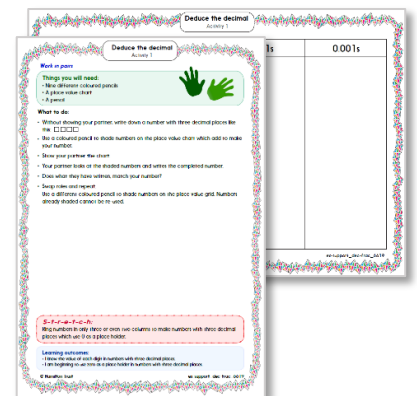 Deduce the decimal
Activity 1
1s
0.001s
Deduce the decimal
Activity 1
Work in pairs
Things you will need:
• Nine different coloured pencils
• A place value chart
• A pencil
What to do:
• Without showing your partner, write down a number with three decimal places like
this □.□□□
• Use a coloured pencil to shade numbers on the place value chart which add to make
your number.
• Show your partner the chart.
• Your partner looks at the shaded numbers and writes the completed number.
• Does what they have written, match your number?
• Swap roles and repeat!
Use a different coloured pencil to shade numbers on the place value grid. Numbers
already shaded cannot be re-used.
S-t-r-e-t-c-h:
Ring numbers in only three or even two columns to make numbers with three decimal
places which use 0 as a place holder.
Learning outcomes:
• I know the value of each digit in numbers with three decimal places.
• I am beginning to use zero as a place holder in numbers with three decimal places.
© Hamilton Trust